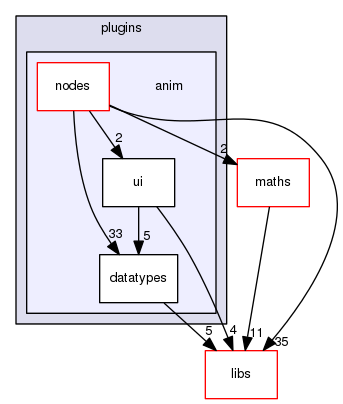 plugins
nodes
anim
2
2
ui
maths
33
5
datatypes
5
4
11
35
libs